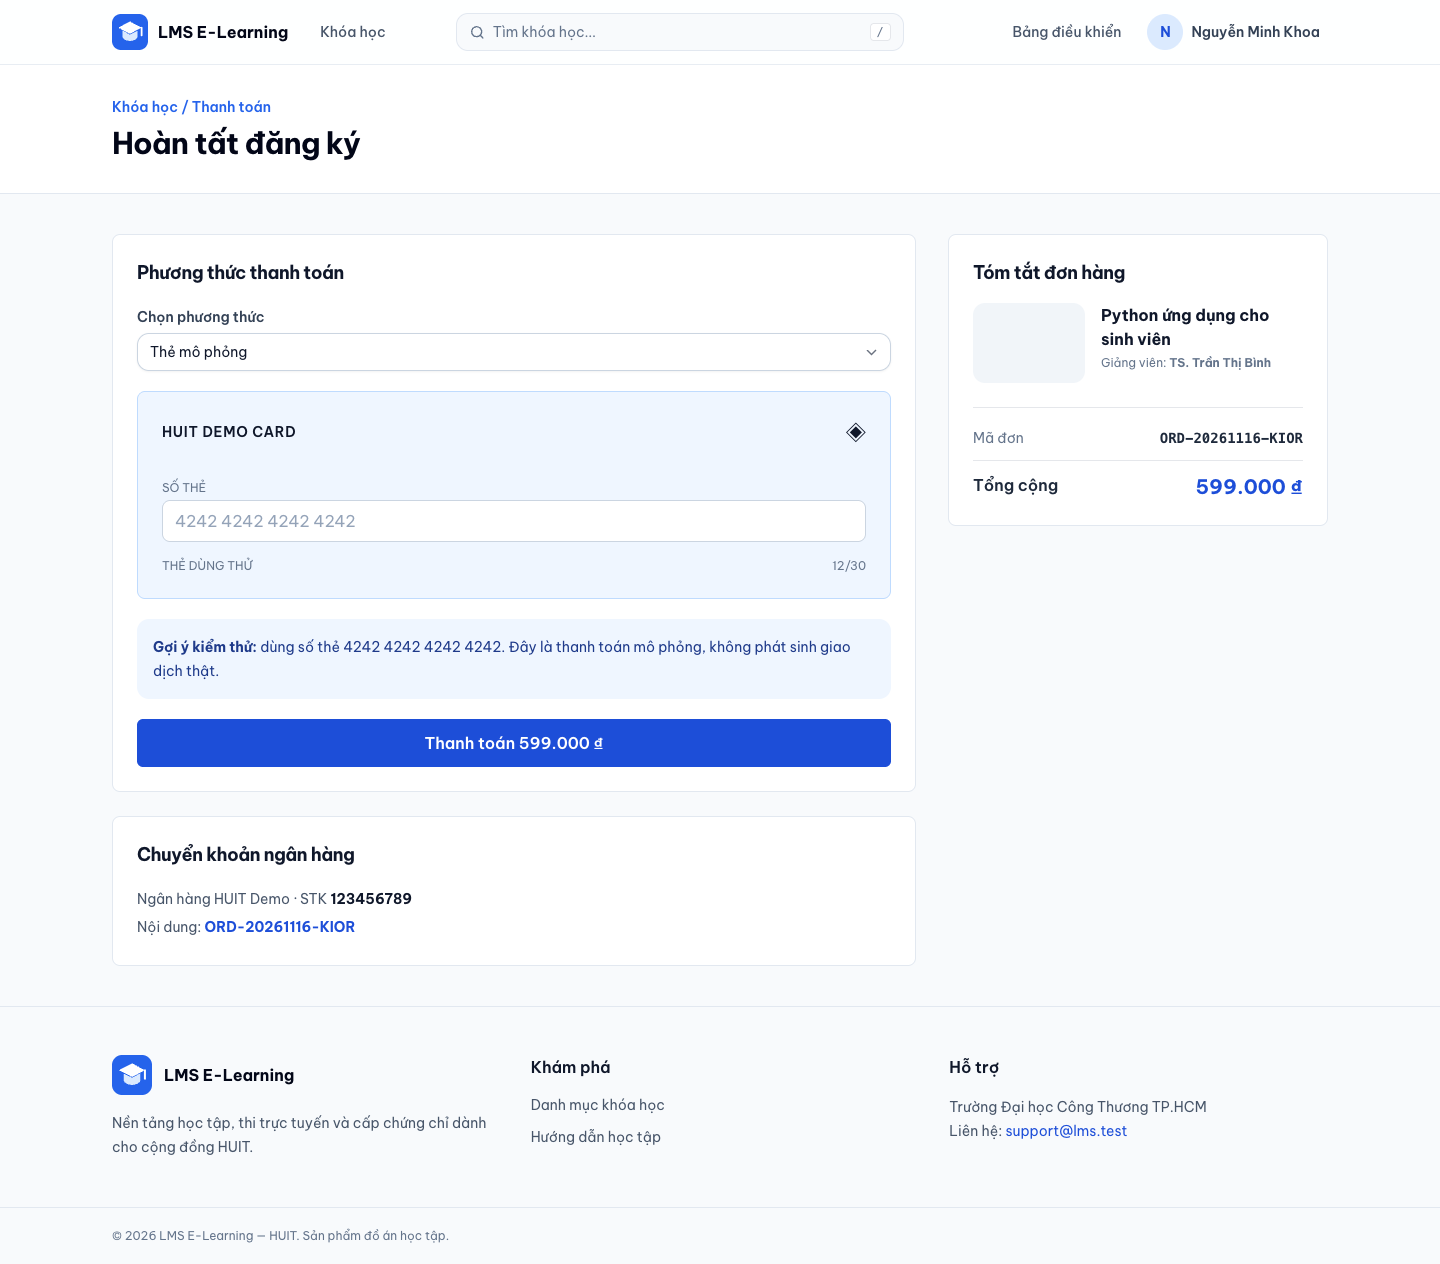 LMS E-Learning
Khóa học
Tìm khóa học...
/
Bảng điều khiển
N
Nguyễn Minh Khoa
Khóa học / Thanh toán
Hoàn tất đăng ký
Phương thức thanh toán
Chọn phương thức
Thẻ mô phỏng
HUIT DEMO CARD
SỐ THẺ
4242 4242 4242 4242
THẺ DÙNG THỬ
12/30
Gợi ý kiểm thử: dùng số thẻ 4242 4242 4242 4242. Đây là thanh toán mô phỏng, không phát sinh giao
dịch thật.
Thanh toán 599.000 ₫
Tóm tắt đơn hàng
Python ứng dụng cho
sinh viên
Giảng viên: TS. Trần Thị Bình
Mã đơn
ORD-20261116-KIOR
Tổng cộng
599.000 ₫
Chuyển khoản ngân hàng
Ngân hàng HUIT Demo · STK 123456789
Nội dung: ORD-20261116-KIOR
LMS E-Learning
Nền tảng học tập, thi trực tuyến và cấp chứng chỉ dành
cho cộng đồng HUIT.
Khám phá
Danh mục khóa học
Hướng dẫn học tập
Hỗ trợ
Trường Đại học Công Thương TP.HCM
Liên hệ: support@lms.test
© 2026 LMS E-Learning — HUIT. Sản phẩm đồ án học tập.